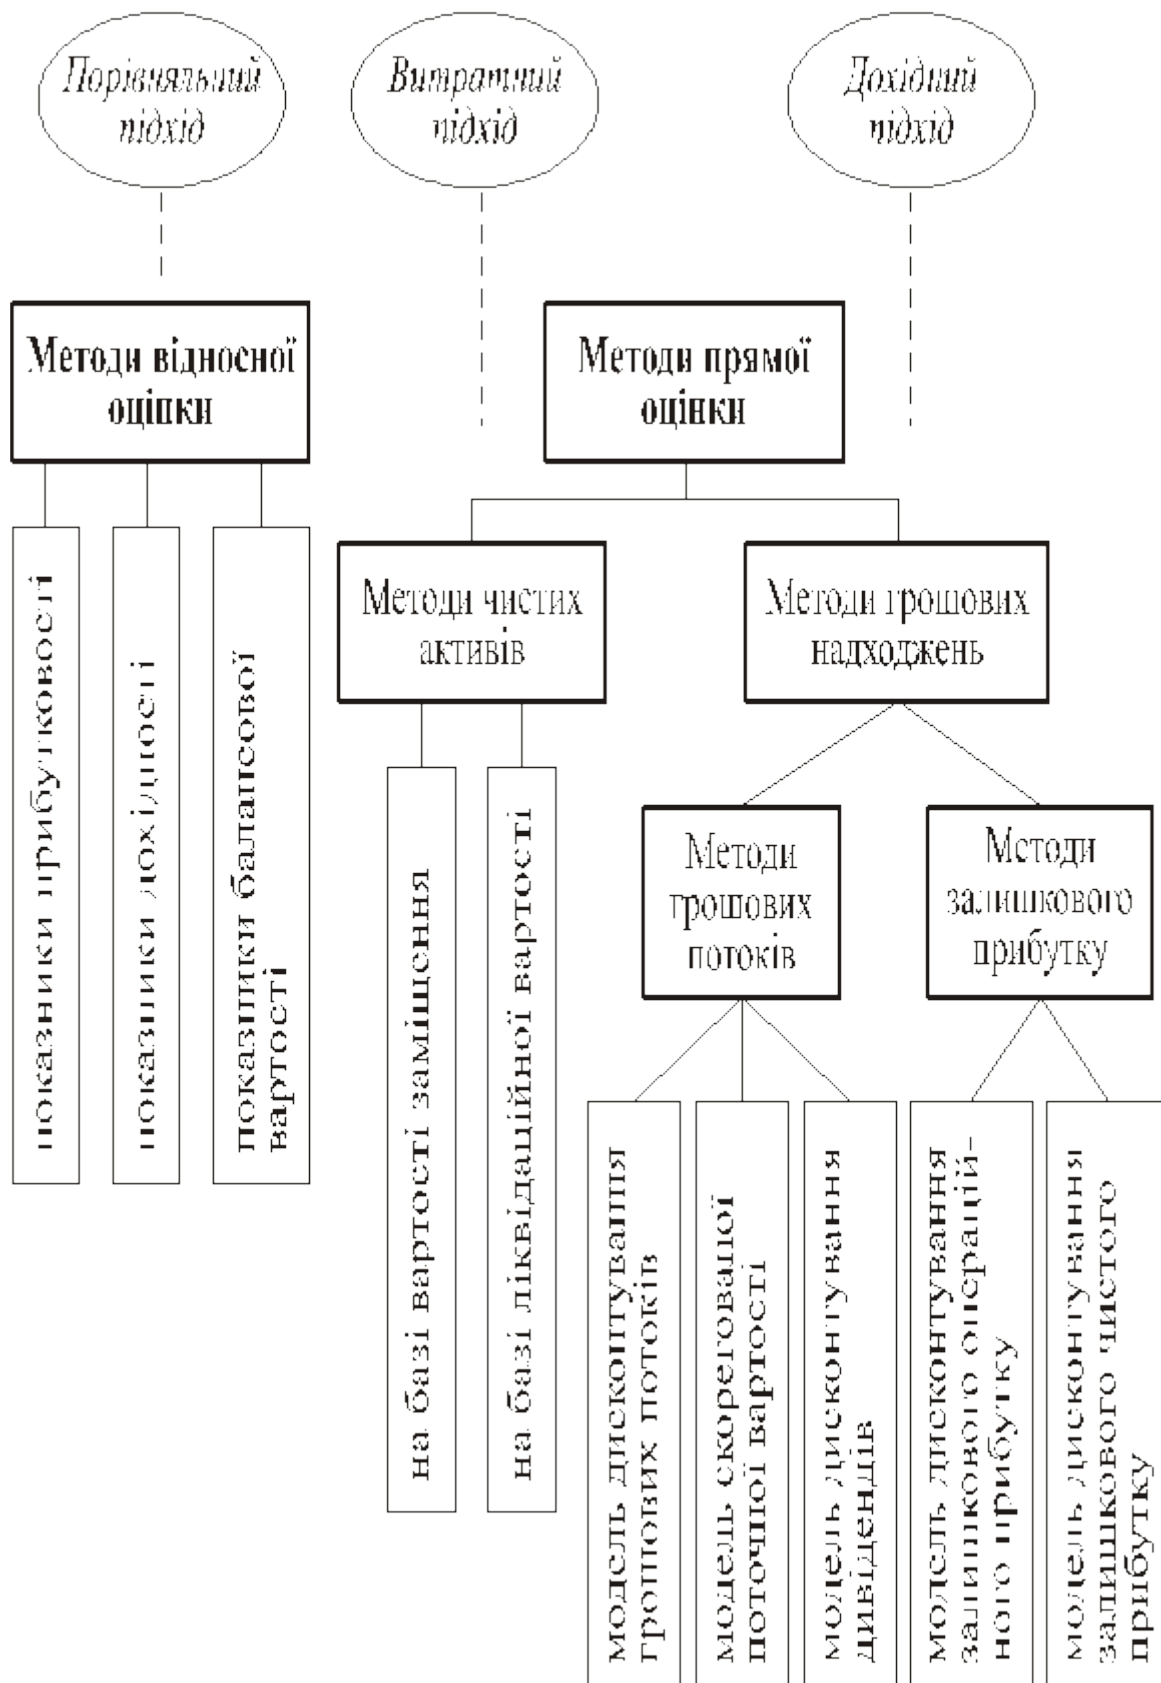 Порівняльний
підхід
Витратний
підхід
Дохідний
підхід
Методи відносної
оцінки
Методи прямої
оцінки
показники прибутковості
показники дохідності
показники балансової
вартості
Методи чистих
активів
Методи грошових
надходжень
на базі вартості заміщення
на базі ліквідаційної вартості
Методи
грошових
потоків
Методи
залишкового
прибутку
модель дисконтування
грошових потоків
модель скорегованої
поточної вартості
модель дисконтування
дивідендів
модель дисконтування
залишкового операцій-
ного прибутку
модель дисконтування
залишкового чистого
прибутку